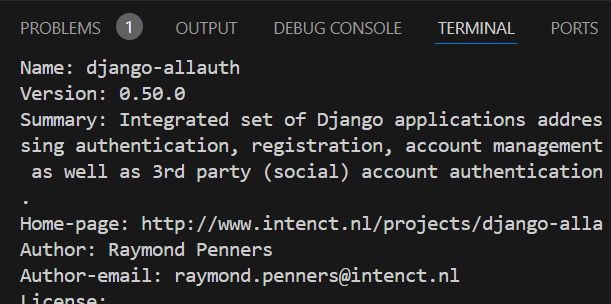 PROBLEMS 1 OUTPUT DEBUG CONSOLE TERMINAL PORTS
Name: django-allauth
Version: 0.50.0
Summary: Integrated set of Django applications addres
sing authentication, registration, account management
 as well as 3rd party (social) account authentication
.
Home-page: http://www.intenct.nl/projects/django-alla
Author: Raymond Penners
Author-email: raymond.penners@intenct.nl
License: